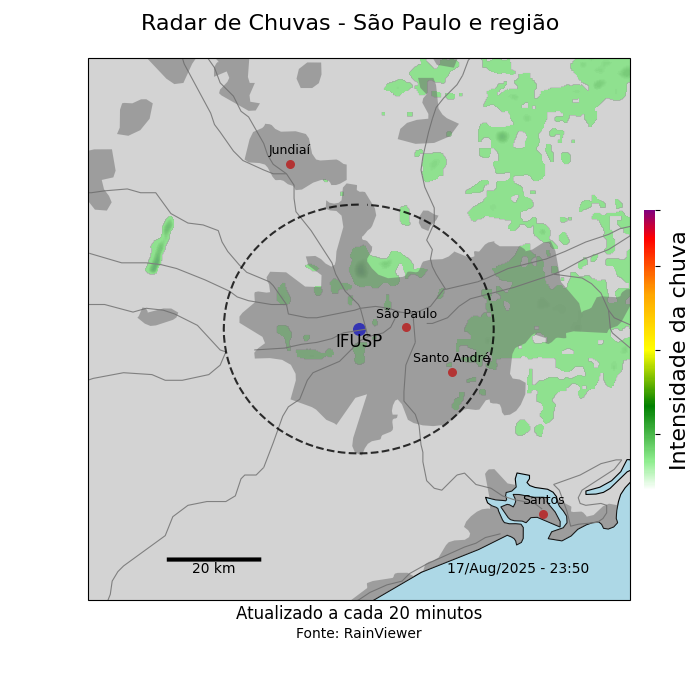 Radar de Chuvas - São Paulo e região
Jundiaí
São Paulo
IFUSP
Santo André
Santos
20 km
17/Aug/2025 - 23:50
Intensidade da chuva
Atualizado a cada 20 minutos
Fonte: RainViewer